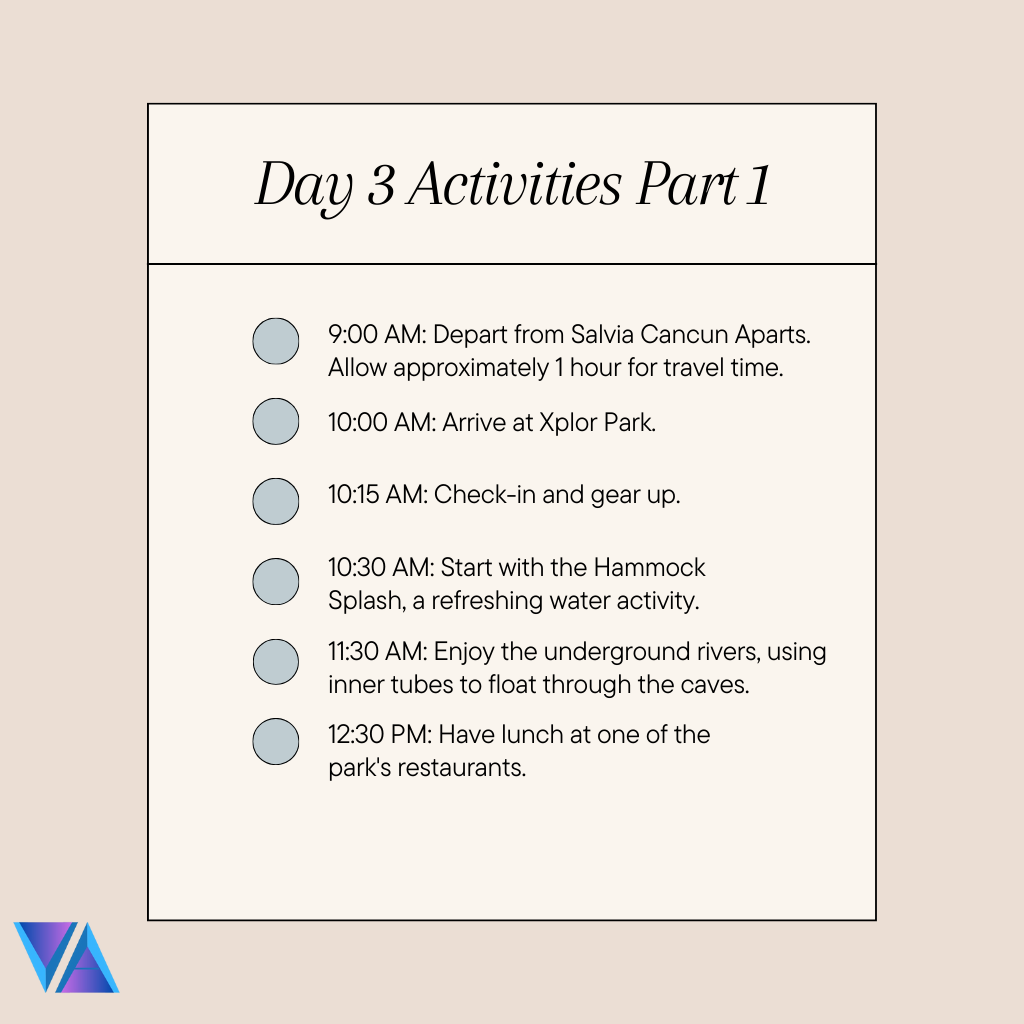 Day 3 Activities Part 1
9:00 AM: Depart from Salvia Cancun Aparts.
Allow approximately 1 hour for travel time.
10:00 AM: Arrive at Xplor Park.
10:15 AM: Check-in and gear up.
10:30 AM: Start with the Hammock
Splash, a refreshing water activity.
11:30 AM: Enjoy the underground rivers, using
inner tubes to float through the caves.
12:30 PM: Have lunch at one of the
park's restaurants.
VA